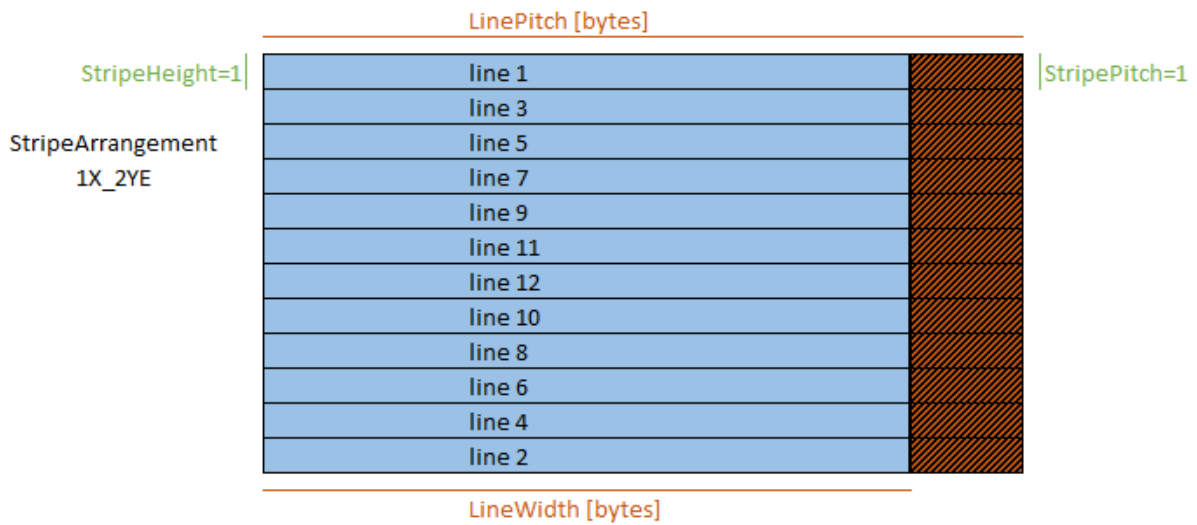 LinePitch [bytes]
StripeHeight=1
line 1
StripePitch=1
line 3
StripeArrangement
1X_2YE
line 5
line 7
line 9
line 11
line 12
line 10
line 8
line 6
line 4
line 2
LineWidth [bytes]